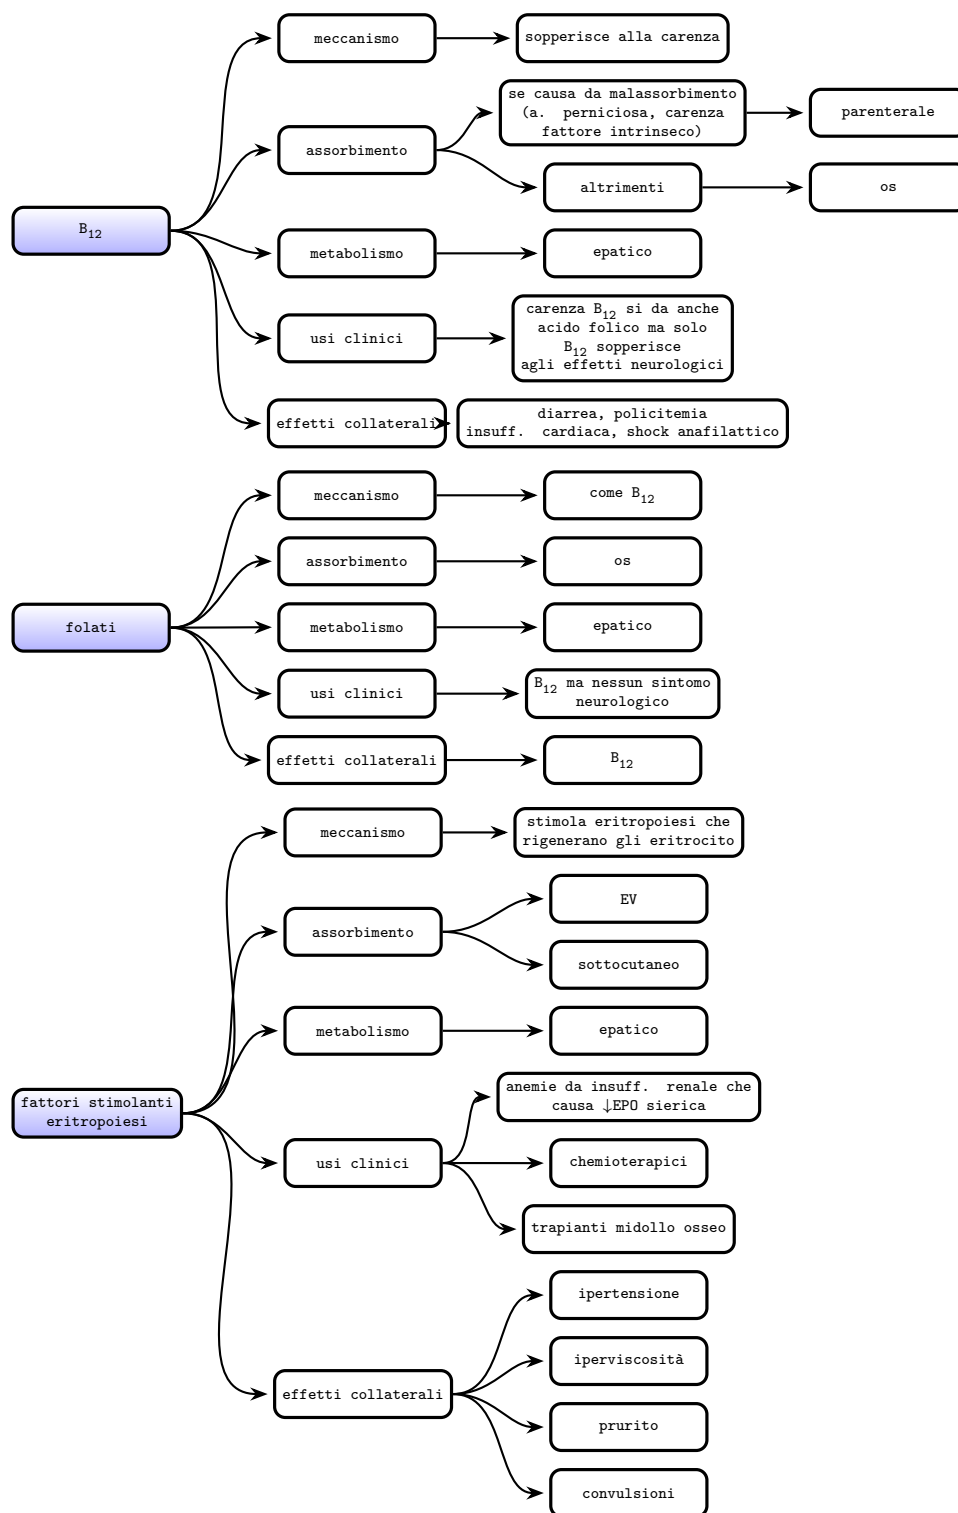 B12
meccanismo
sopperisce alla carenza
assorbimento
se causa da malassorbimento
(a. perniciosa, carenza
fattore intrinseco)
parenterale
altrimenti
os
metabolismo
epatico
usi clinici
carenza B12 si da anche
acido folico ma solo
B12 sopperisce
agli effetti neurologici
effetti collaterali
diarrea, policitemia
insuff. cardiaca, shock anafilattico
folati
meccanismo
come B12
assorbimento
os
metabolismo
epatico
usi clinici
B12 ma nessun sintomo
neurologico
effetti collaterali
B12
fattori stimolanti
eritropoiesi
meccanismo
stimola eritropoiesi che
rigenerano gli eritrocito
assorbimento
EV
sottocutaneo
metabolismo
epatico
usi clinici
anemie da insuff. renale che
causa ↓EPO sierica
chemioterapici
trapianti midollo osseo
effetti collaterali
ipertensione
iperviscosità
prurito
convulsioni